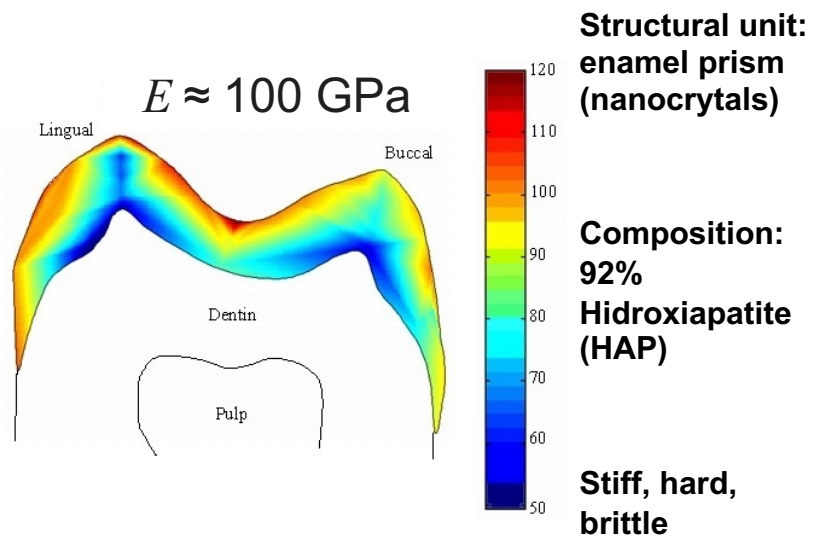 E ≈ 100 GPa
Lingual
Buccal
Dentin
Pulp
120
110
100
90
80
70
60
50
Structural unit:
enamel prism
(nanocrytals)
Composition:
92%
Hidroxiapatite
(HAP)
Stiff, hard,
brittle